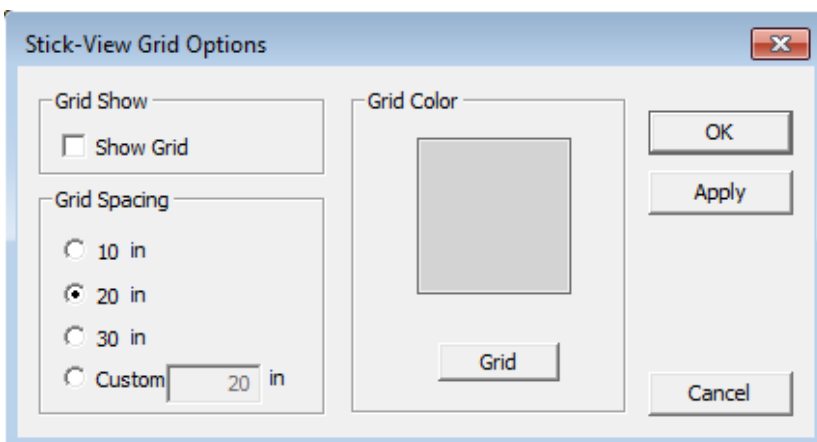 Stick-View Grid Options
Grid Show
Show Grid
Grid Spacing
10 in
20 in
30 in
Custom 20 in
Grid Color
Grid
OK
Apply
Cancel